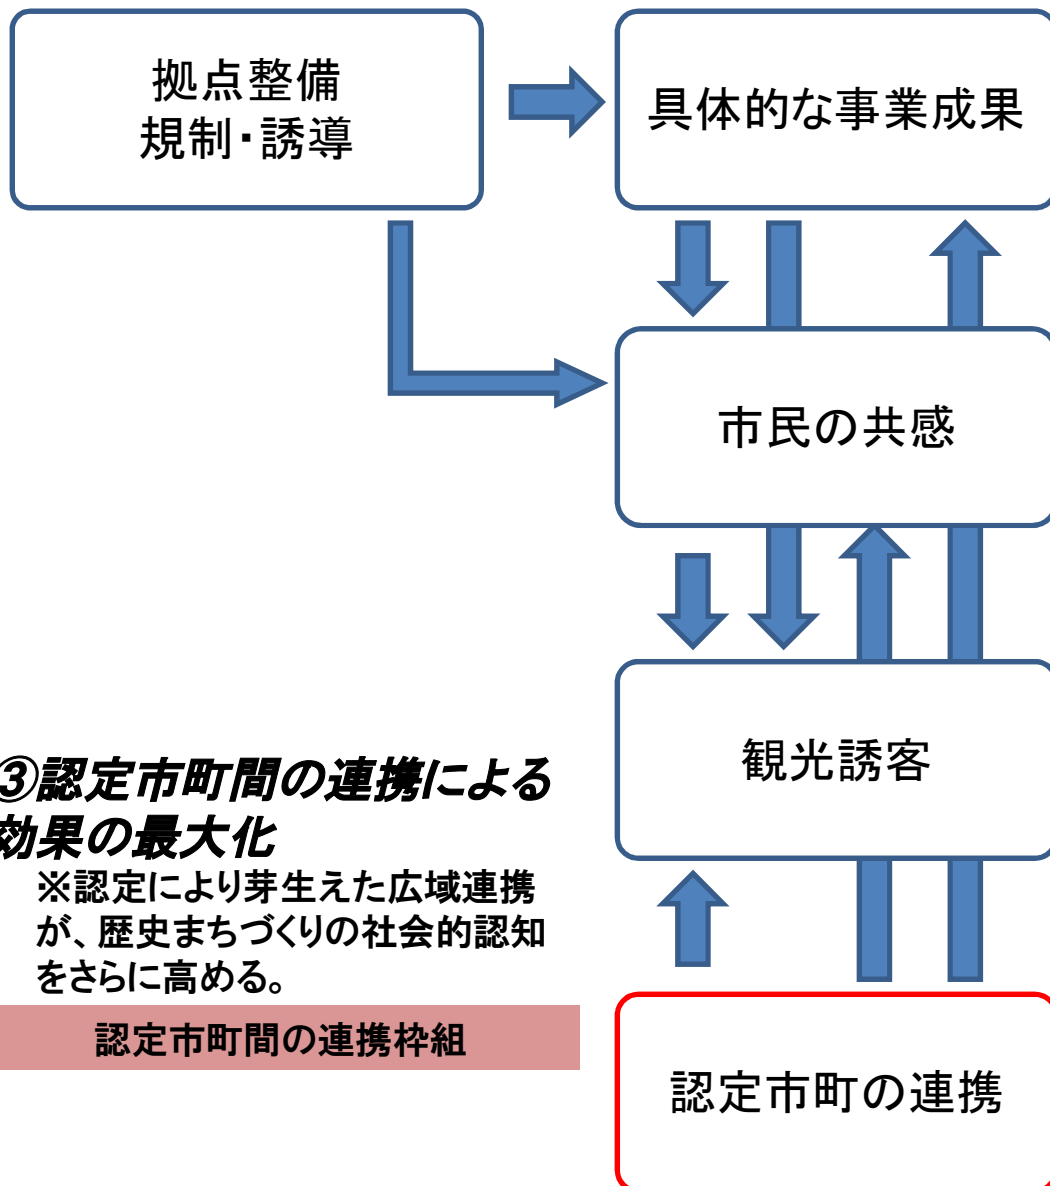 拠点整備
規制・誘導
具体的な事業成果
市民の共感
観光誘客
③認定市町間の連携による
効果の最大化
※認定により芽生えた広域連携
が、歴史まちづくりの社会的認知
をさらに高める。
認定市町間の連携枠組
認定市町の連携